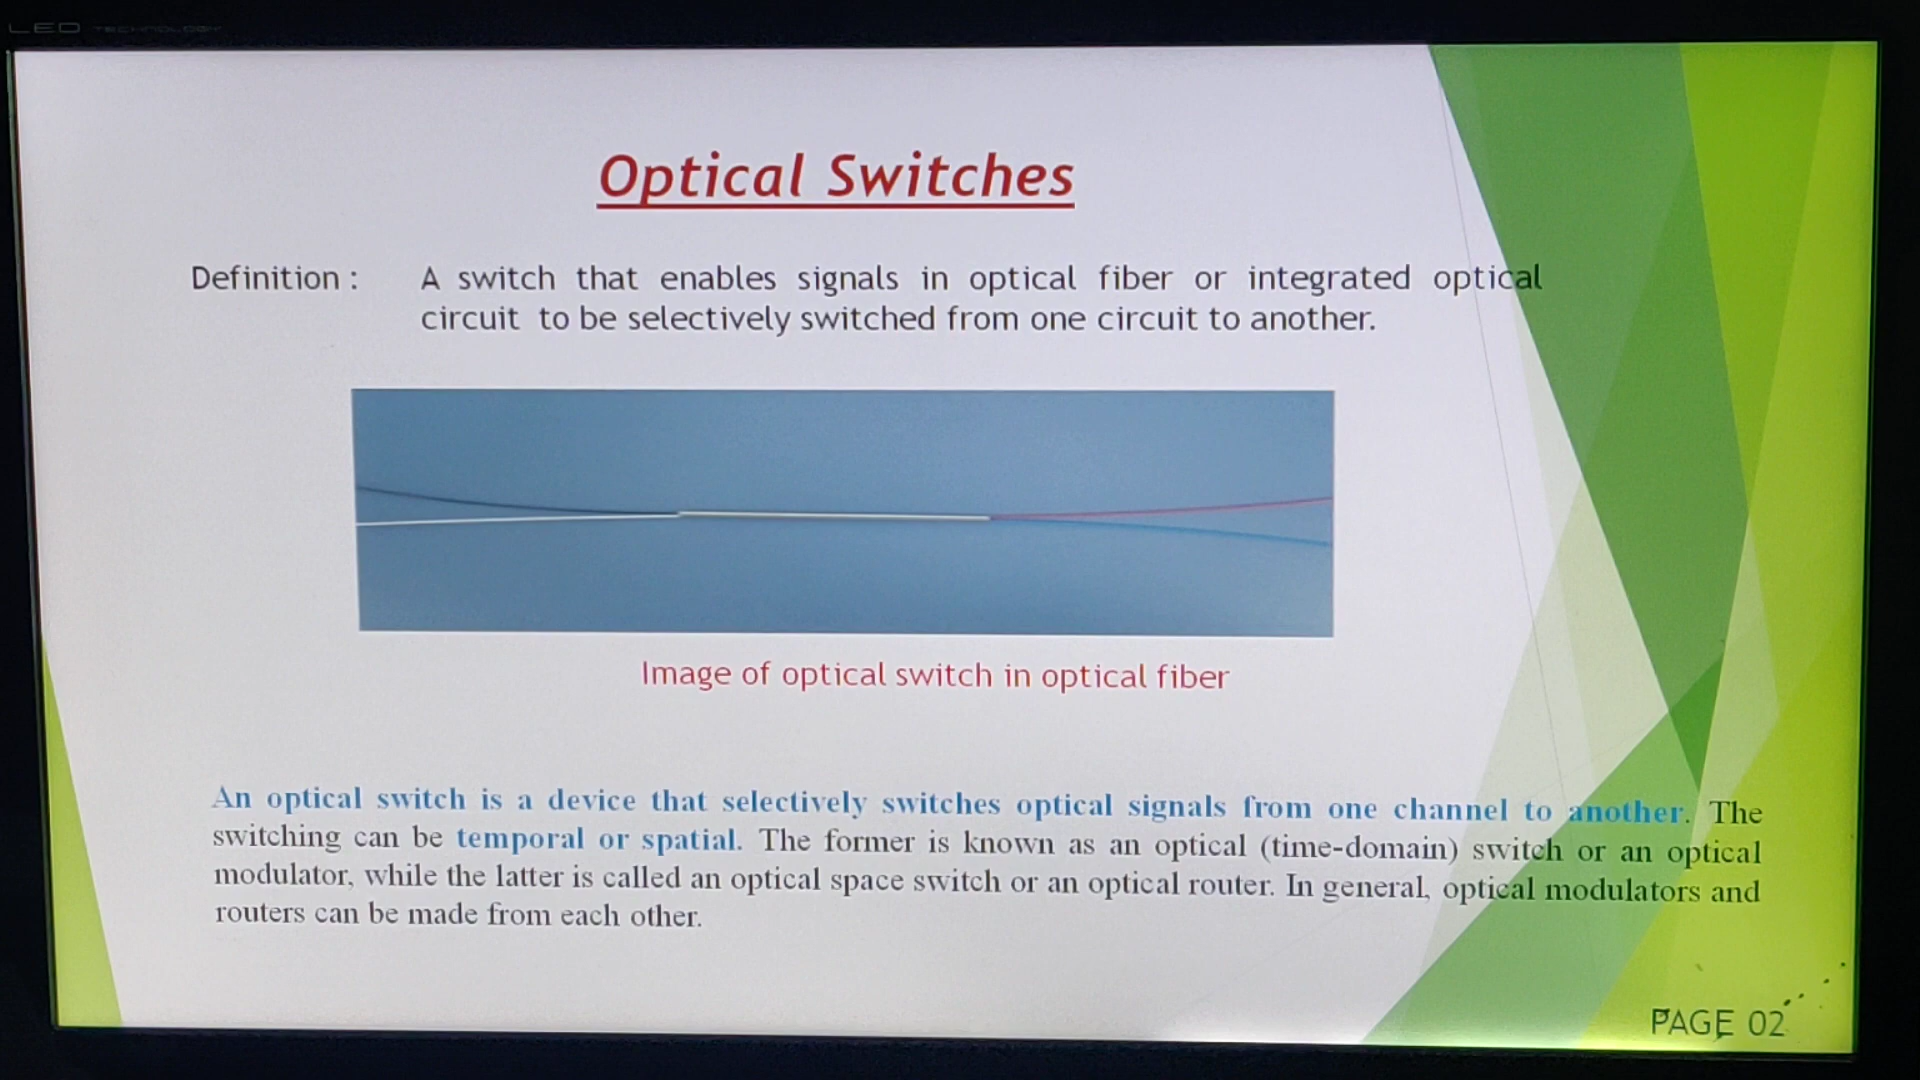 LED TECHNOLOGY
Optical Switches
Definition : A switch that enables signals in optical fiber or integrated optical
circuit to be selectively switched from one circuit to another.
Image of optical switch in optical fiber
An optical switch is a device that selectively switches optical signals from one channel to another. The
switching can be temporal or spatial. The former is known as an optical (time-domain) switch or an optical
modulator, while the latter is called an optical space switch or an optical router. In general, optical modulators and
routers can be made from each other.
PAGE 02